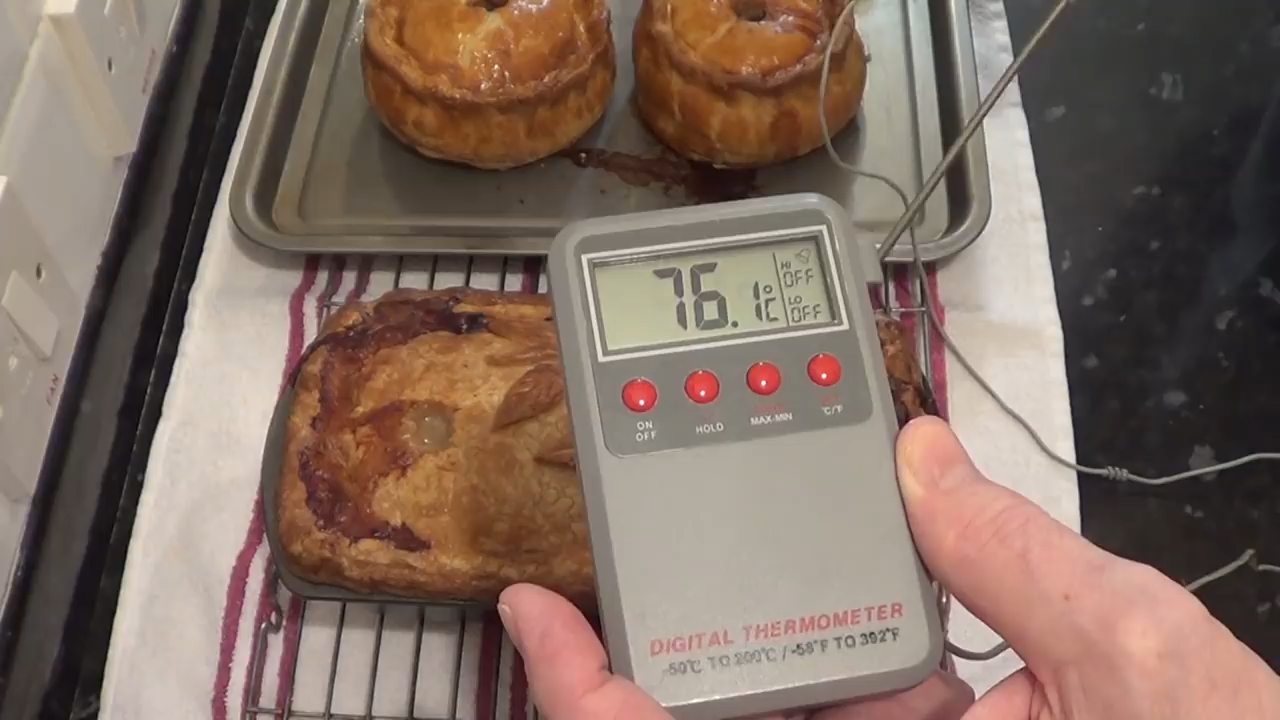 76.1°C
HI
OFF
LO
OFF
ON
OFF
HOLD
MAX-MIN
°C/°F
DIGITAL THERMOMETER
-50°C TO 200°C / -58°F TO 392°F